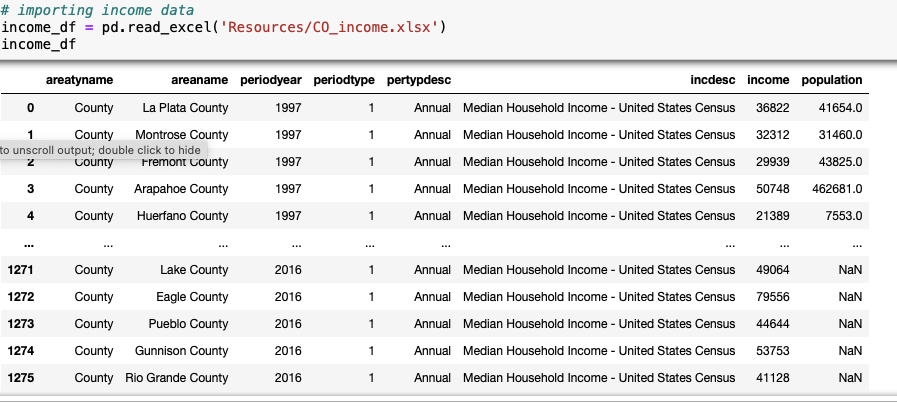 # importing income data
income_df = pd.read_excel('Resources/CO_income.xlsx')
income_df
areatyname areaname periodyear periodtype pertypdesc incdesc income population
0 County La Plata County 1997 1 Annual Median Household Income - United States Census 36822 41654.0
1 County Montrose County 1997 1 Annual Median Household Income - United States Census 32312 31460.0
to unscroll output; double click to hide
2 County Fremont County 1997 1 Annual Median Household Income - United States Census 29939 43825.0
3 County Arapahoe County 1997 1 Annual Median Household Income - United States Census 50748 462681.0
4 County Huerfano County 1997 1 Annual Median Household Income - United States Census 21389 7553.0
... ... ... ... ... ... ... ... ...
1271 County Lake County 2016 1 Annual Median Household Income - United States Census 49064 NaN
1272 County Eagle County 2016 1 Annual Median Household Income - United States Census 79556 NaN
1273 County Pueblo County 2016 1 Annual Median Household Income - United States Census 44644 NaN
1274 County Gunnison County 2016 1 Annual Median Household Income - United States Census 53753 NaN
1275 County Rio Grande County 2016 1 Annual Median Household Income - United States Census 41128 NaN